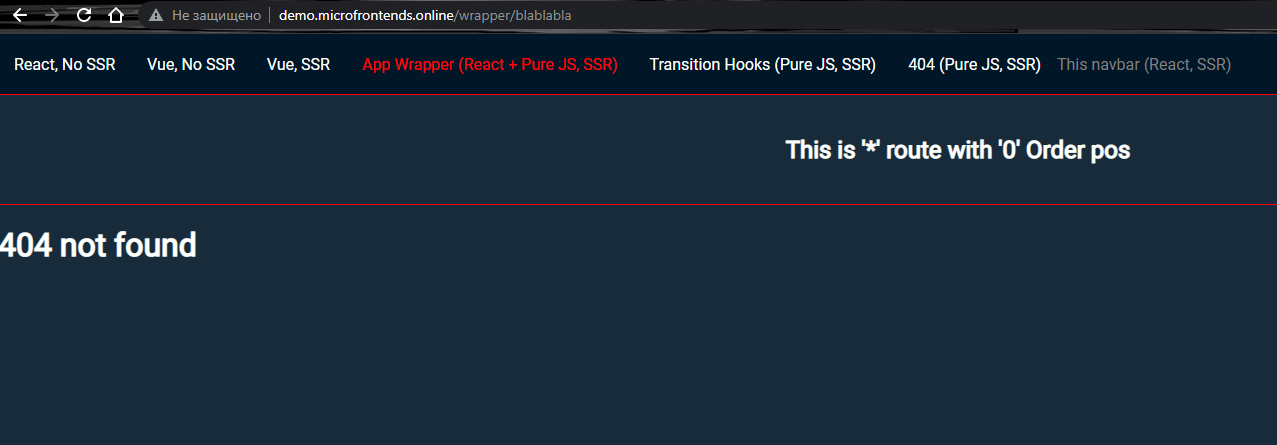 Не защищено | demo.microfrontends.online/wrapper/blablabla
React, No SSR Vue, No SSR Vue, SSR App Wrapper (React + Pure JS, SSR) Transition Hooks (Pure JS, SSR) 404 (Pure JS, SSR) This navbar (React, SSR)
This is '*' route with '0' Order pos
404 not found